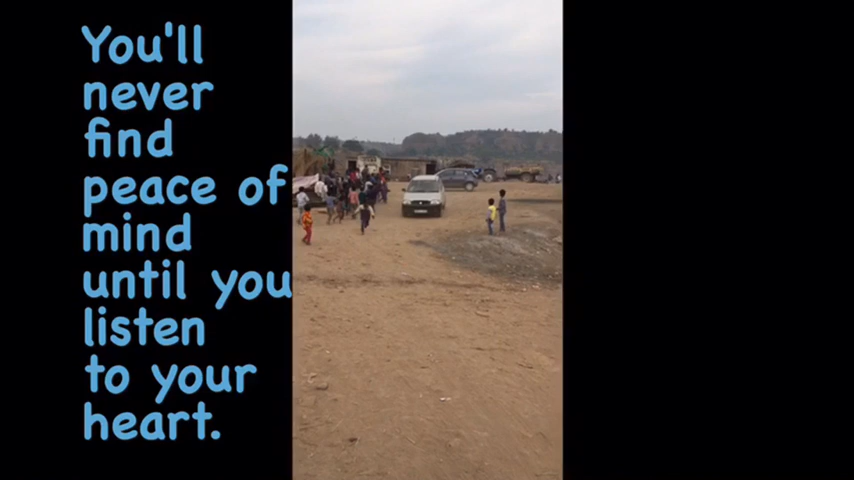 You'll
never
find
peace of
mind
until you
listen
to your
heart.